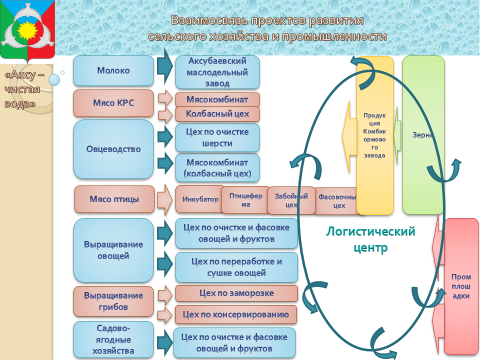 Взаимосвязь проектов развития
сельского хозяйства и промышленности
«Аксу –
чистая
вода»
Молоко
Аксубаевский
маслодельный
завод
Мясо КРС
Мясокомбинат
Колбасный цех
Овцеводство
Цех по очистке
шерсти
Мясокомбинат
(колбасный цех)
Мясо птицы
Инкубатор
Птицефер
ма
Забойный
цех
Фасовочный
цех
Продук
ция
Комбик
ормово
го
завода
Зерно
Выращивание
овощей
Цех по очистке и фасовке
овощей и фруктов
Цех по переработке и
сушке овощей
Логистический
центр
Выращивание
грибов
Цех по заморозке
Цех по консервированию
Садово-
ягодные
хозяйства
Цех по очистке и фасовке
овощей и фруктов
Пром
площ
адки